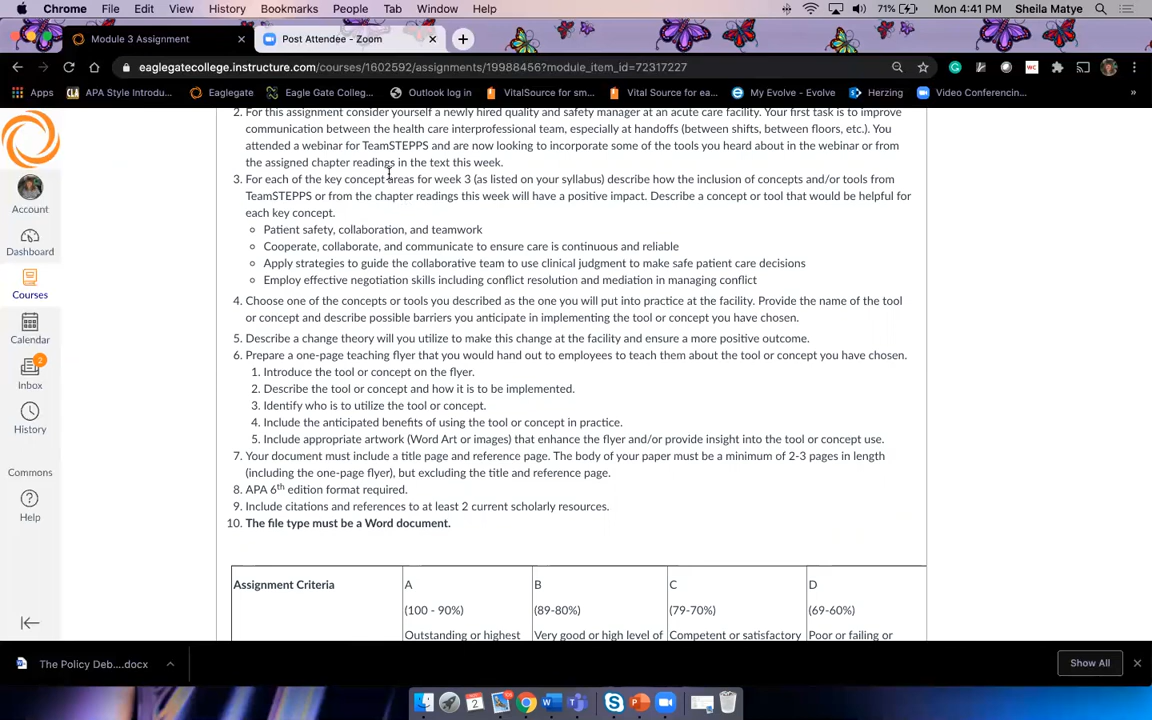 Chrome File Edit View History Bookmarks People Tab Window Help 71% Mon 4:41 PM Sheila Matye
Module 3 Assignment Post Attendee - Zoom
eaglegatecollege.instructure.com/courses/1602592/assignments/19988456?module_item_id=72317227
Apps APA Style Introdu... Eaglegate Eagle Gate Colleg... Outlook log in VitalSource for sm... Vital Source for ea... My Evolve - Evolve Herzing Video Conferencin... »
2. For this assignment consider yourself a newly hired quality and safety manager at an acute care facility. Your first task is to improve
communication between the health care interprofessional team, especially at handoffs (between shifts, between floors, etc.). You
attended a webinar for TeamSTEPPS and are now looking to incorporate some of the tools you heard about in the webinar or from
the assigned chapter readings in the text this week.
3. For each of the key concept areas for week 3 (as listed on your syllabus) describe how the inclusion of concepts and/or tools from
TeamSTEPPS or from the chapter readings this week will have a positive impact. Describe a concept or tool that would be helpful for
each key concept.
Patient safety, collaboration, and teamwork
Cooperate, collaborate, and communicate to ensure care is continuous and reliable
Apply strategies to guide the collaborative team to use clinical judgment to make safe patient care decisions
Employ effective negotiation skills including conflict resolution and mediation in managing conflict
4. Choose one of the concepts or tools you described as the one you will put into practice at the facility. Provide the name of the tool
or concept and describe possible barriers you anticipate in implementing the tool or concept you have chosen.
5. Describe a change theory will you utilize to make this change at the facility and ensure a more positive outcome.
6. Prepare a one-page teaching flyer that you would hand out to employees to teach them about the tool or concept you have chosen.
1. Introduce the tool or concept on the flyer.
2. Describe the tool or concept and how it is to be implemented.
3. Identify who is to utilize the tool or concept.
4. Include the anticipated benefits of using the tool or concept in practice.
5. Include appropriate artwork (Word Art or images) that enhance the flyer and/or provide insight into the tool or concept use.
7. Your document must include a title page and reference page. The body of your paper must be a minimum of 2-3 pages in length
(including the one-page flyer), but excluding the title and reference page.
8. APA 6th edition format required.
9. Include citations and references to at least 2 current scholarly resources.
10. The file type must be a Word document.
Assignment Criteria A B C D
(100 - 90%) (89-80%) (79-70%) (69-60%)
Outstanding or highest Very good or high level of Competent or satisfactory Poor or failing or
Account
Dashboard
Courses
Calendar
2
Inbox
History
Commons
Help
The Policy Deb....docx Show All